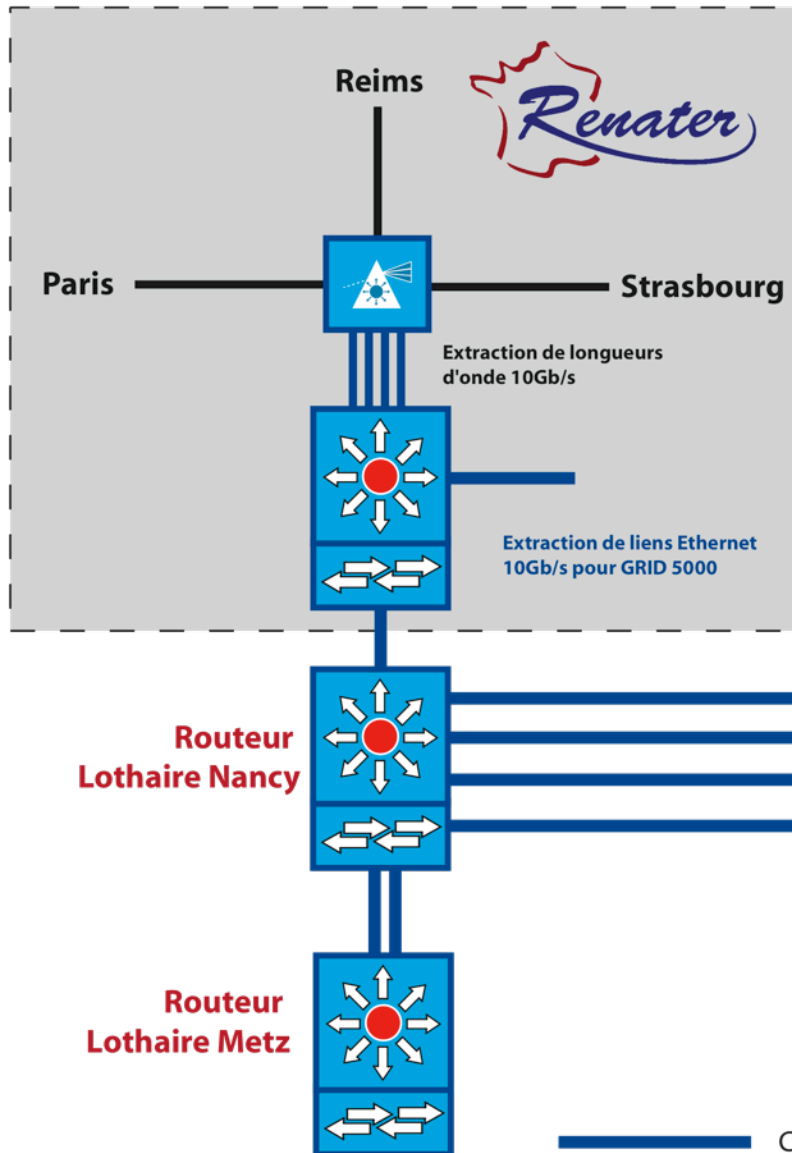 Reims
Renater
Paris
Strasbourg
Extraction de longueurs
d'onde 10Gb/s
Extraction de liens Ethernet
10Gb/s pour GRID 5000
Routeur
Lothaire Nancy
Routeur
Lothaire Metz